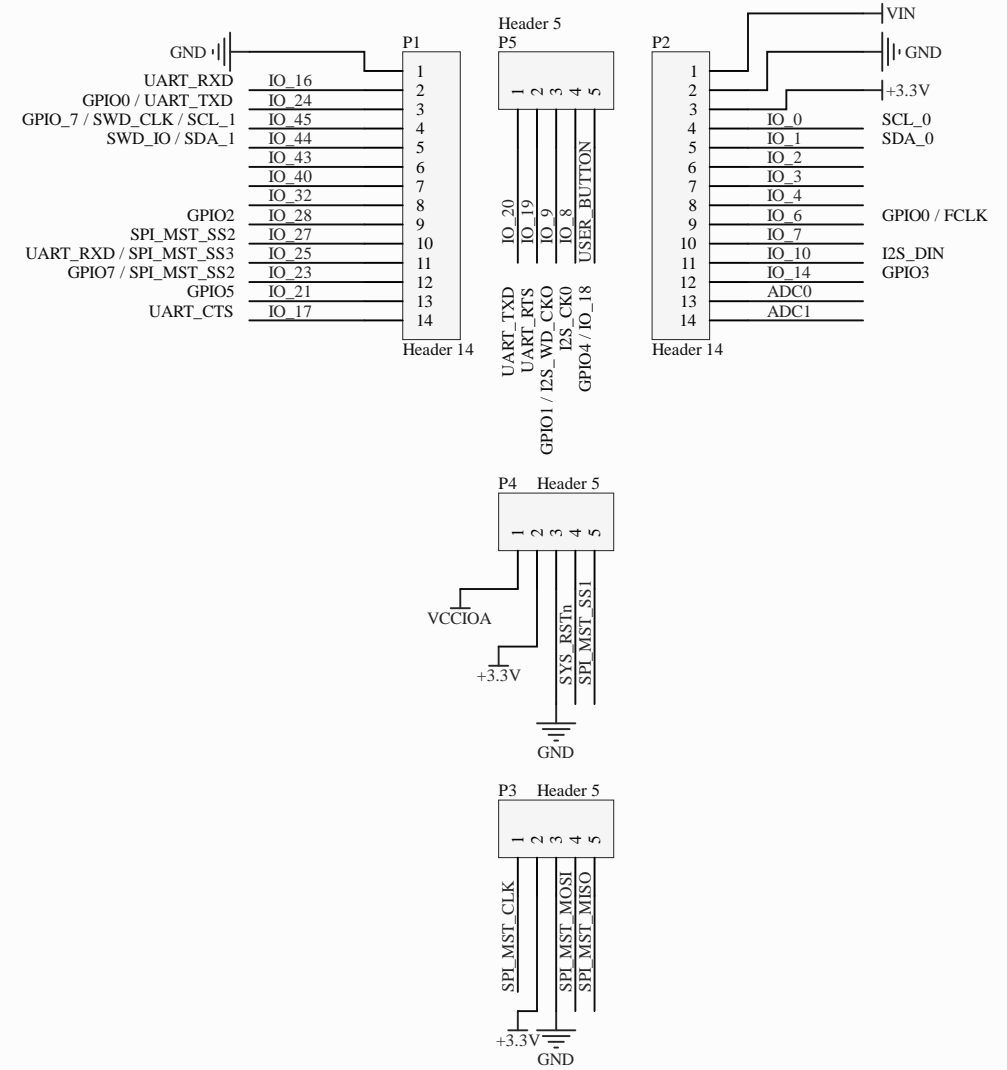 Header 5
P1
P5
P2
VIN
GND
GND
+3.3V
1
UART_RXD IO_16 2
GPIO0 / UART_TXD IO_24 3
GPIO_7 / SWD_CLK / SCL_1 IO_45 4
SWD_IO / SDA_1 IO_44 5
IO_43 6
IO_40 7
IO_32 8
GPIO2 IO_28 9
SPI_MST_SS2 IO_27 10
UART_RXD / SPI_MST_SS3 IO_25 11
GPIO7 / SPI_MST_SS2 IO_23 12
GPIO5 IO_21 13
UART_CTS IO_17 14
Header 14
1 2 3 4 5
IO_20
IO_19
IO_9
IO_8
USER_BUTTON
UART_TXD
UART_RTS
GPIO1 / I2S_WD_CKO
I2S_CK0
GPIO4 / IO_18
1
2
3
4 IO_0 SCL_0
5 IO_1 SDA_0
6 IO_2
7 IO_3
8 IO_4
9 IO_6 GPIO0 / FCLK
10 IO_7
11 IO_10 I2S_DIN
12 IO_14 GPIO3
13 ADC0
14 ADC1
Header 14
P4 Header 5
1 2 3 4 5
VCCIOA
+3.3V
SYS_RSTn
SPI_MST_SS1
GND
P3 Header 5
1 2 3 4 5
SPI_MST_CLK
SPI_MST_MOSI
SPI_MST_MISO
+3.3V
GND